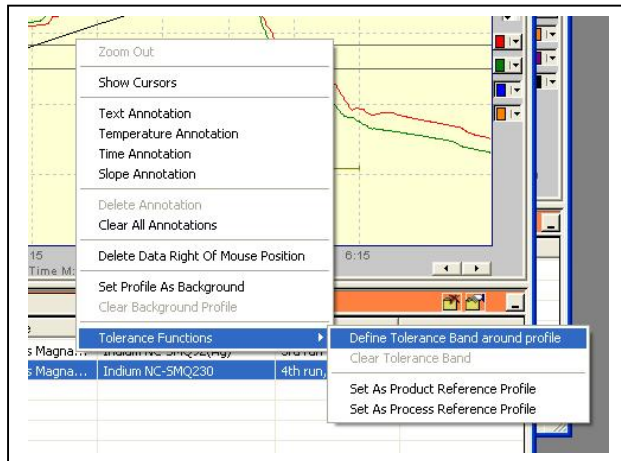 Zoom Out
Show Cursors
Text Annotation
Temperature Annotation
Time Annotation
Slope Annotation
Delete Annotation
Clear All Annotations
15
Delete Data Right Of Mouse Position
6:15
Time M:
Set Profile As Background
Clear Background Profile
Tolerance Functions
Define Tolerance Band around profile
s Magna...
Clear Tolerance Band
s Magna... Indium NC-SMQ230 4th run,
Set As Product Reference Profile
Set As Process Reference Profile